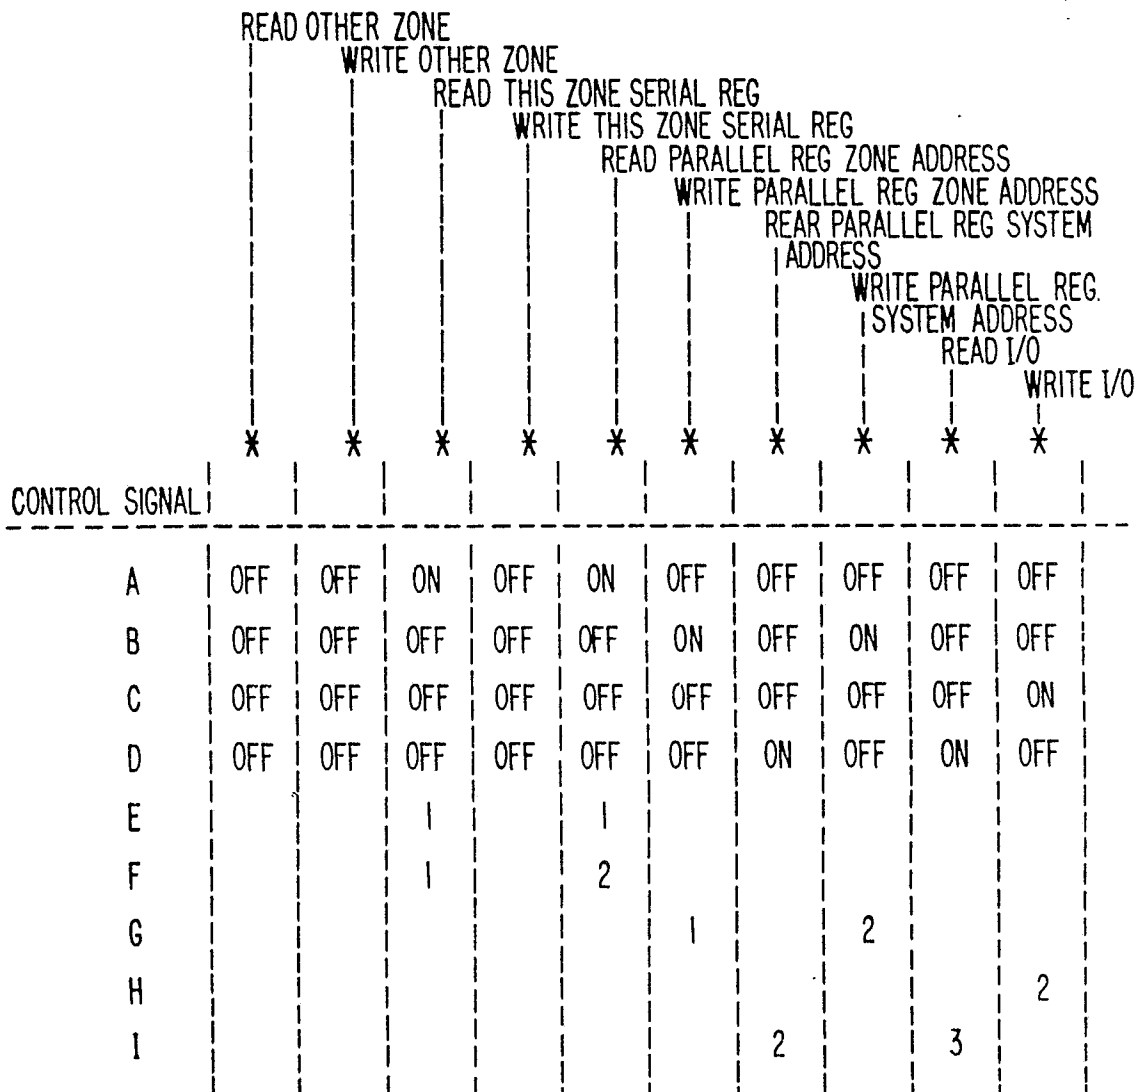 READ OTHER ZONE
WRITE OTHER ZONE
READ THIS ZONE SERIAL REG
WRITE THIS ZONE SERIAL REG
READ PARALLEL REG ZONE ADDRESS
WRITE PARALLEL REG ZONE ADDRESS
REAR PARALLEL REG SYSTEM
ADDRESS
WRITE PARALLEL REG.
SYSTEM ADDRESS
READ I/O
WRITE I/O
* * * * * * * * * *
CONTROL SIGNAL
A OFF OFF ON OFF ON OFF OFF OFF OFF OFF
B OFF OFF OFF OFF OFF ON OFF ON OFF OFF
C OFF OFF OFF OFF OFF OFF OFF OFF OFF ON
D OFF OFF OFF OFF OFF OFF ON OFF ON OFF
E 1 1
F 1 2
G 1 2
H 2
I 2 3